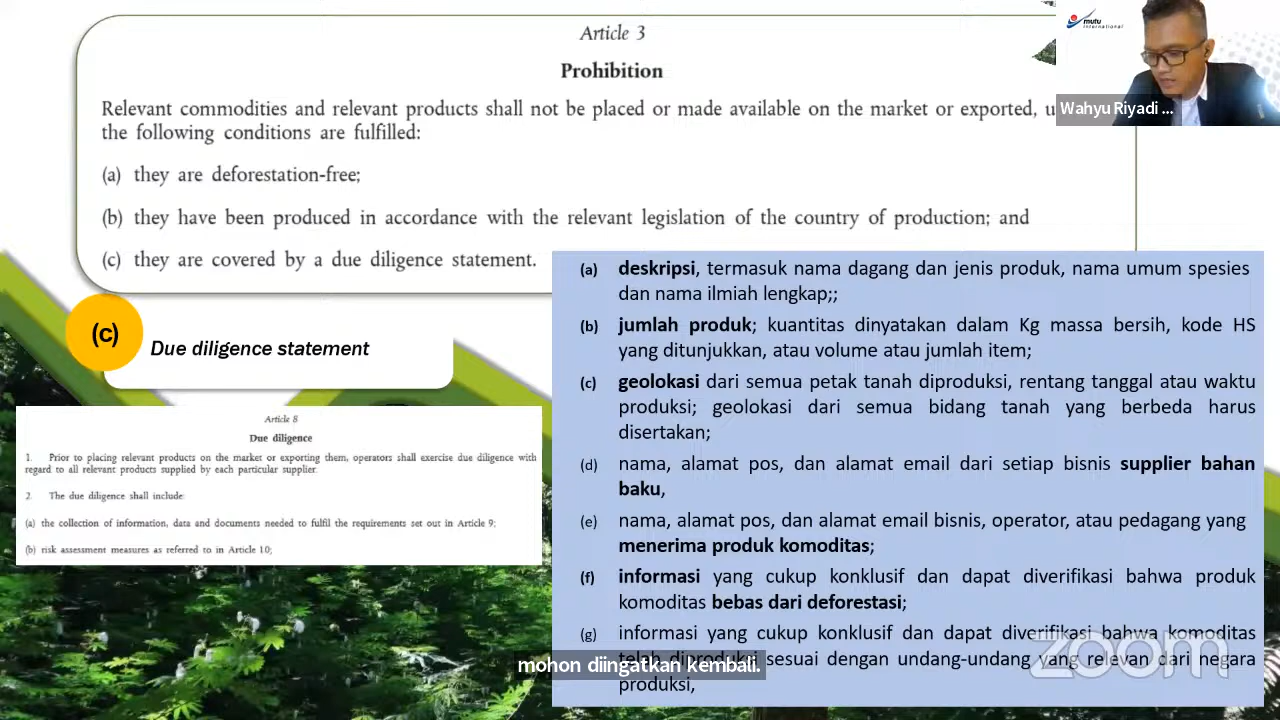 Article 3
Prohibition
Relevant commodities and relevant products shall not be placed or made available on the market or exported,
the following conditions are fulfilled:
(a) they are deforestation-free;
(b) they have been produced in accordance with the relevant legislation of the country of production; and
(c) they are covered by a due diligence statement.
mutu
international
Wahyu Riyadi ...
(c)
Due diligence statement
Article 8
Due diligence
1. Prior to placing relevant products on the market or exporting them, operators shall exercise due diligence with
regard to all relevant products supplied by each particular supplier.
2. The due diligence shall include:
(a) the collection of information, data and documents needed to fulfil the requirements set out in Article 9;
(b) risk assessment measures as referred to in Article 10;
(a) deskripsi, termasuk nama dagang dan jenis produk, nama umum spesies
dan nama ilmiah lengkap;;
(b) jumlah produk; kuantitas dinyatakan dalam Kg massa bersih, kode HS
yang ditunjukkan, atau volume atau jumlah item;
(c) geolokasi dari semua petak tanah diproduksi, rentang tanggal atau waktu
produksi; geolokasi dari semua bidang tanah yang berbeda harus
disertakan;
(d) nama, alamat pos, dan alamat email dari setiap bisnis supplier bahan
baku,
(e) nama, alamat pos, dan alamat email bisnis, operator, atau pedagang yang
menerima produk komoditas;
(f) informasi yang cukup konklusif dan dapat diverifikasi bahwa produk
komoditas bebas dari deforestasi;
(g) informasi yang cukup konklusif dan dapat diverifikasi bahwa komoditas
telah diproduksi sesuai dengan undang-undang yang relevan dari negara
produksi,
mohon diingatkan kembali.
zoom